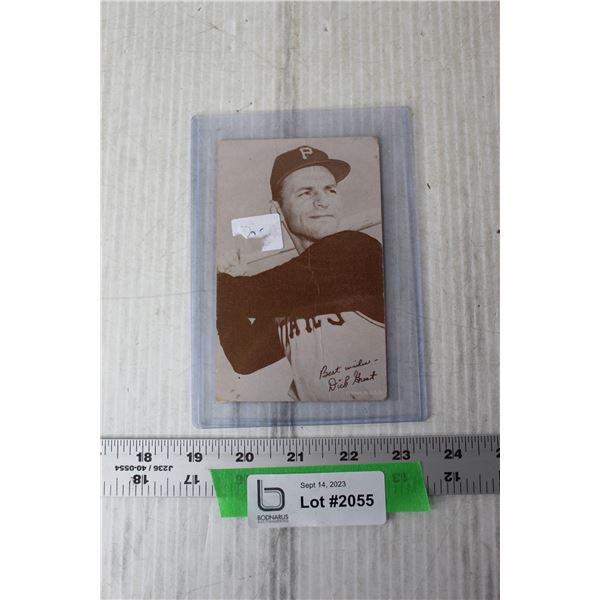 P
Best wishes -
Dick Groat
18 19 20 21 22 23 24
J236 / 40-0554
18 17 13 12
Sept 14, 2023
Lot #2055
b
BODNARUS
AUCTIONEERING